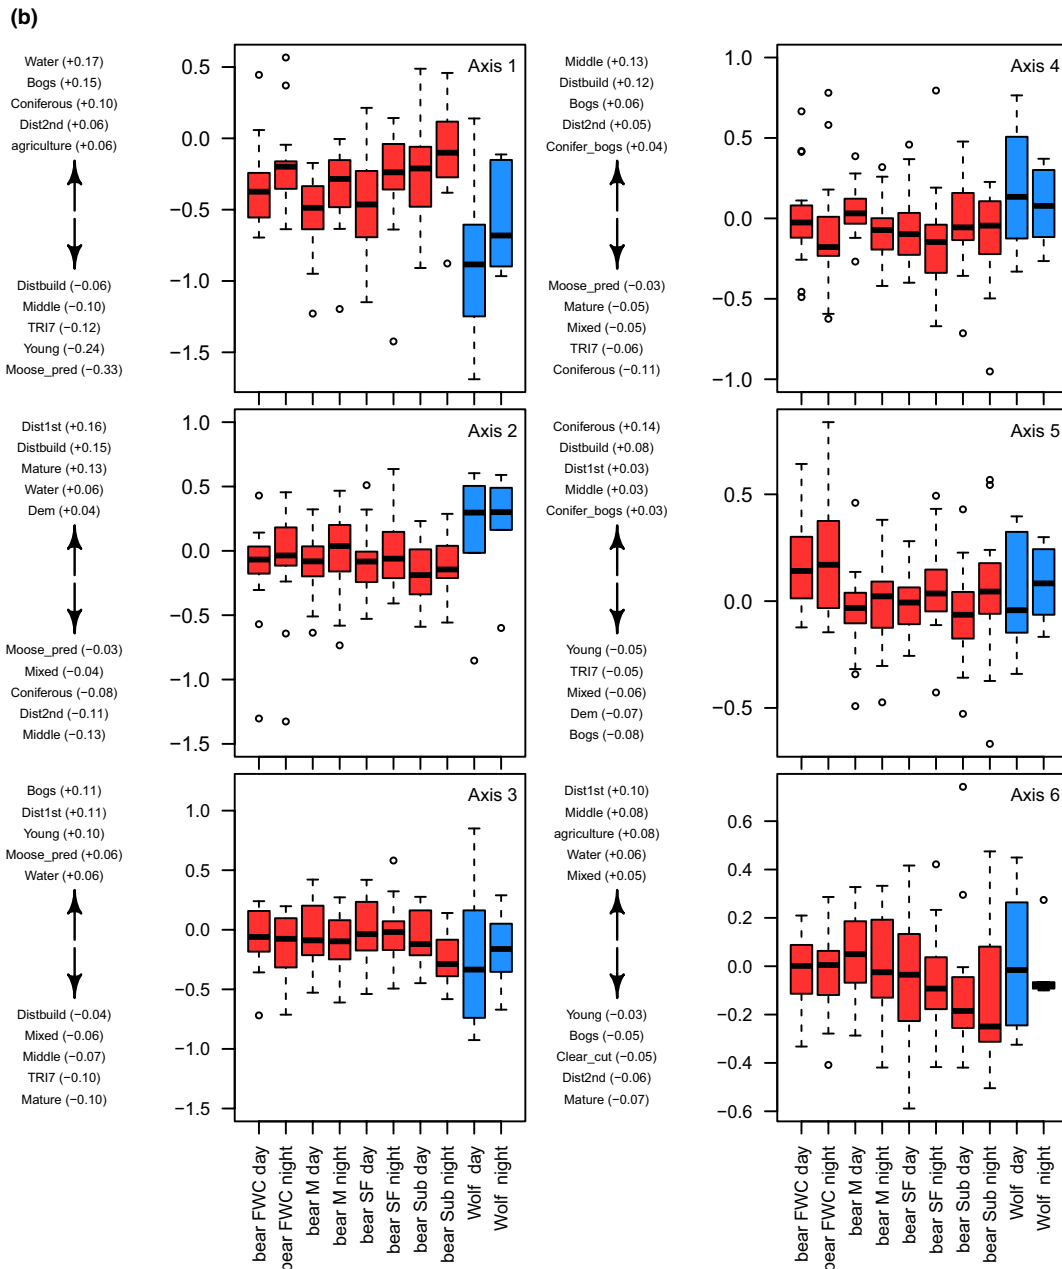 (b)
Water (+0.17)
Bogs (+0.15)
Coniferous (+0.10)
Dist2nd (+0.06)
agriculture (+0.06)
Distbuild (−0.06)
Middle (−0.10)
TRI7 (−0.12)
Young (−0.24)
Moose_pred (−0.33)
Axis 1
0.5
0.0
−0.5
−1.0
−1.5
Middle (+0.13)
Distbuild (+0.12)
Bogs (+0.06)
Dist2nd (+0.05)
Conifer_bogs (+0.04)
Moose_pred (−0.03)
Mature (−0.05)
Mixed (−0.05)
TRI7 (−0.06)
Coniferous (−0.11)
Axis 4
1.0
0.5
0.0
−0.5
−1.0
Dist1st (+0.16)
Distbuild (+0.15)
Mature (+0.13)
Water (+0.06)
Dem (+0.04)
Moose_pred (−0.03)
Mixed (−0.04)
Coniferous (−0.08)
Dist2nd (−0.11)
Middle (−0.13)
Axis 2
1.0
0.5
0.0
−0.5
−1.0
−1.5
Coniferous (+0.14)
Distbuild (+0.08)
Dist1st (+0.03)
Middle (+0.03)
Conifer_bogs (+0.03)
Young (−0.05)
TRI7 (−0.05)
Mixed (−0.06)
Dem (−0.07)
Bogs (−0.08)
Axis 5
0.5
0.0
−0.5
Bogs (+0.11)
Dist1st (+0.11)
Young (+0.10)
Moose_pred (+0.06)
Water (+0.06)
Distbuild (−0.04)
Mixed (−0.06)
Middle (−0.07)
TRI7 (−0.10)
Mature (−0.10)
Axis 3
1.0
0.5
0.0
−0.5
−1.0
−1.5
Dist1st (+0.10)
Middle (+0.08)
agriculture (+0.08)
Water (+0.06)
Mixed (+0.05)
Young (−0.03)
Bogs (−0.05)
Clear_cut (−0.05)
Dist2nd (−0.06)
Mature (−0.07)
Axis 6
0.6
0.4
0.2
0.0
−0.2
−0.4
−0.6
bear FWC day
bear FWC night
bear M day
bear M night
bear SF day
bear SF night
bear Sub day
bear Sub night
Wolf day
Wolf night
bear FWC day
bear FWC night
bear M day
bear M night
bear SF day
bear SF night
bear Sub day
bear Sub night
Wolf day
Wolf night